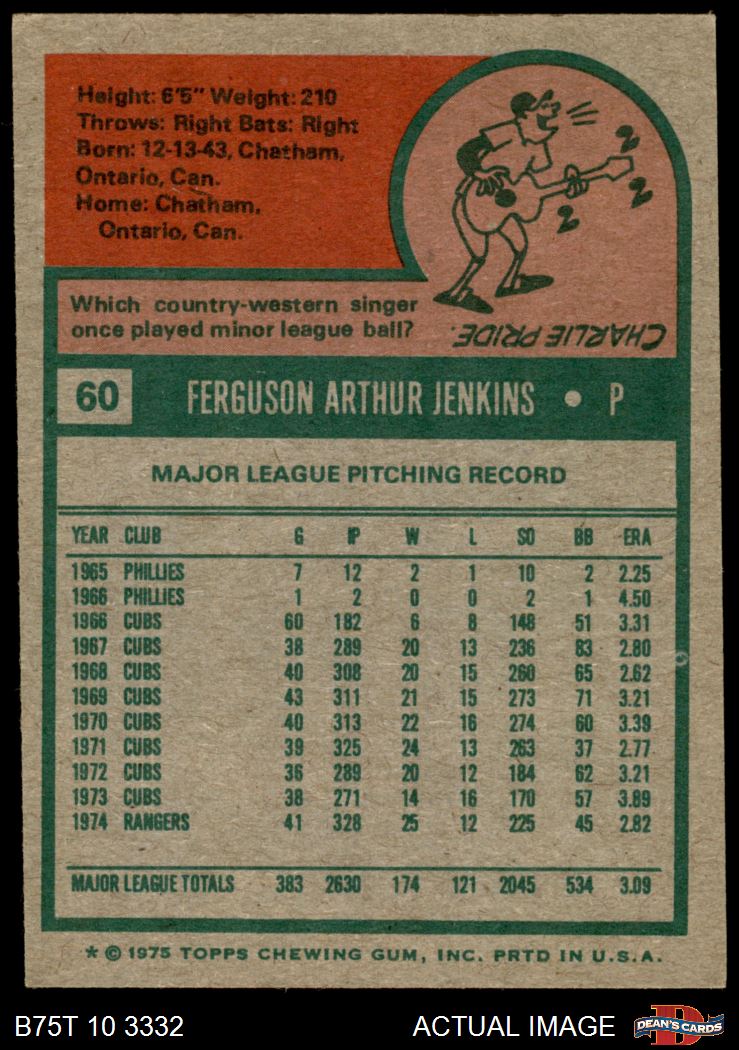 Height: 6'5" Weight: 210
Throws: Right Bats: Right
Born: 12-13-43, Chatham,
Ontario, Can.
Home: Chatham,
Ontario, Can.
Which country-western singer
once played minor league ball?
CHARLIE PRIDE.
60 FERGUSON ARTHUR JENKINS • P
MAJOR LEAGUE PITCHING RECORD
YEAR CLUB G IP W L SO BB ERA
1965 PHILLIES 7 12 2 1 10 2 2.25
1966 PHILLIES 1 2 0 0 2 1 4.50
1966 CUBS 60 182 6 8 148 51 3.31
1967 CUBS 38 289 20 13 236 83 2.80
1968 CUBS 40 308 20 15 260 65 2.62
1969 CUBS 43 311 21 15 273 71 3.21
1970 CUBS 40 313 22 16 274 60 3.39
1971 CUBS 39 325 24 13 263 37 2.77
1972 CUBS 36 289 20 12 184 62 3.21
1973 CUBS 38 271 14 16 170 57 3.89
1974 RANGERS 41 328 25 12 225 45 2.82
MAJOR LEAGUE TOTALS 383 2630 174 121 2045 534 3.09
* © 1975 TOPPS CHEWING GUM, INC. PRTD IN U.S.A.
B75T 10 3332 ACTUAL IMAGE DEAN'S CARDS